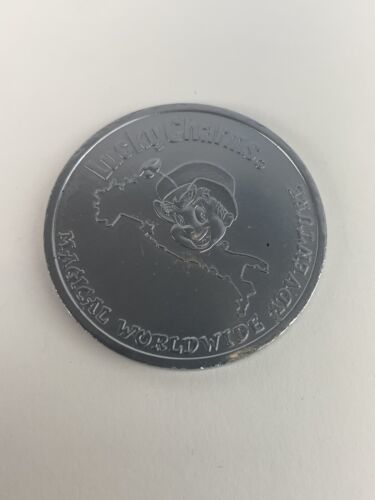 Lucky Charms®
MAGICAL WORLDWIDE ADVENTURE